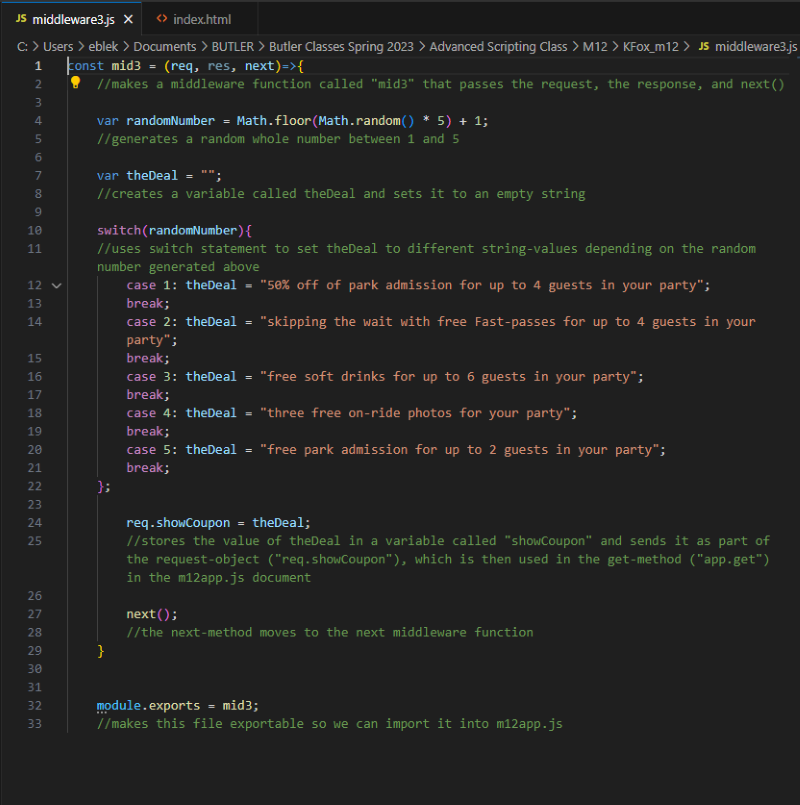 JS middleware3.js × <> index.html
C: > Users > eblek > Documents > BUTLER > Butler Classes Spring 2023 > Advanced Scripting Class > M12 > KFox_m12 > JS middleware3.js
1 const mid3 = (req, res, next)=>{
2 //makes a middleware function called "mid3" that passes the request, the response, and next()
3
4 var randomNumber = Math.floor(Math.random() * 5) + 1;
5 //generates a random whole number between 1 and 5
6
7 var theDeal = "";
8 //creates a variable called theDeal and sets it to an empty string
9
10 switch(randomNumber){
11 //uses switch statement to set theDeal to different string-values depending on the random
number generated above
12 case 1: theDeal = "50% off of park admission for up to 4 guests in your party";
13 break;
14 case 2: theDeal = "skipping the wait with free Fast-passes for up to 4 guests in your
party";
15 break;
16 case 3: theDeal = "free soft drinks for up to 6 guests in your party";
17 break;
18 case 4: theDeal = "three free on-ride photos for your party";
19 break;
20 case 5: theDeal = "free park admission for up to 2 guests in your party";
21 break;
22 };
23
24 req.showCoupon = theDeal;
25 //stores the value of theDeal in a variable called "showCoupon" and sends it as part of
the request-object ("req.showCoupon"), which is then used in the get-method ("app.get")
in the m12app.js document
26
27 next();
28 //the next-method moves to the next middleware function
29 }
30
31
32 module.exports = mid3;
33 //makes this file exportable so we can import it into m12app.js